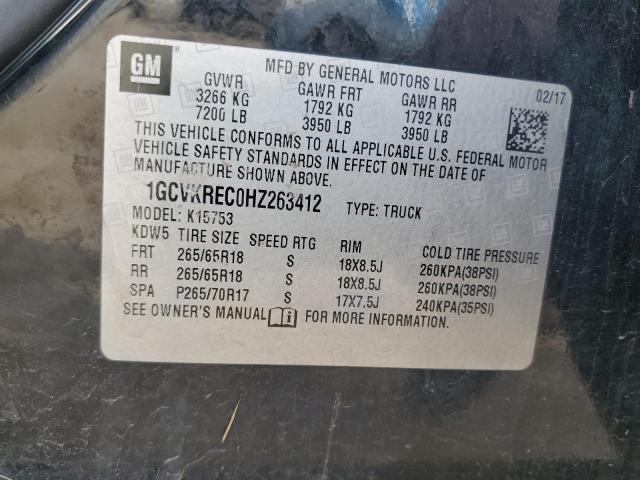 GM
MFD BY GENERAL MOTORS LLC
02/17
GVWR GAWR FRT GAWR RR
3266 KG 1792 KG 1792 KG
7200 LB 3950 LB 3950 LB
THIS VEHICLE CONFORMS TO ALL APPLICABLE U.S. FEDERAL MOTOR
VEHICLE SAFETY STANDARDS IN EFFECT ON THE DATE OF
MANUFACTURE SHOWN ABOVE.
1GCVKREC0HZ263412 TYPE: TRUCK
MODEL: K15753
KDW5 TIRE SIZE SPEED RTG RIM COLD TIRE PRESSURE
FRT 265/65R18 S 18X8.5J 260KPA(38PSI)
RR 265/65R18 S 18X8.5J 260KPA(38PSI)
SPA P265/70R17 S 17X7.5J 240KPA(35PSI)
SEE OWNER'S MANUAL i FOR MORE INFORMATION.